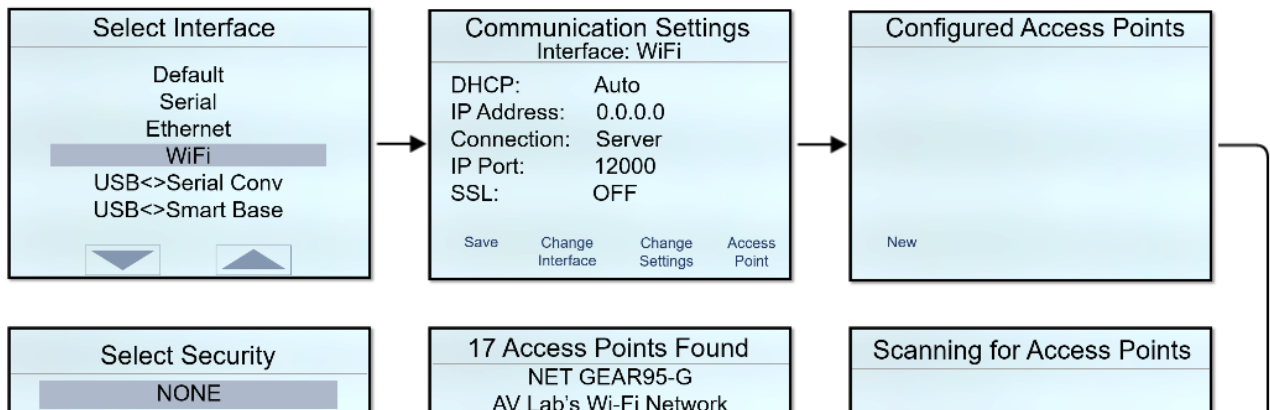 Select Interface
Default
Serial
Ethernet
WiFi
USB<>Serial Conv
USB<>Smart Base
Communication Settings
Interface: WiFi
DHCP: Auto
IP Address: 0.0.0.0
Connection: Server
IP Port: 12000
SSL: OFF
Save Change Interface Change Settings Access Point
Configured Access Points
New
Select Security
NONE
17 Access Points Found
NET GEAR95-G
AV Lab's Wi-Fi Network
Scanning for Access Points